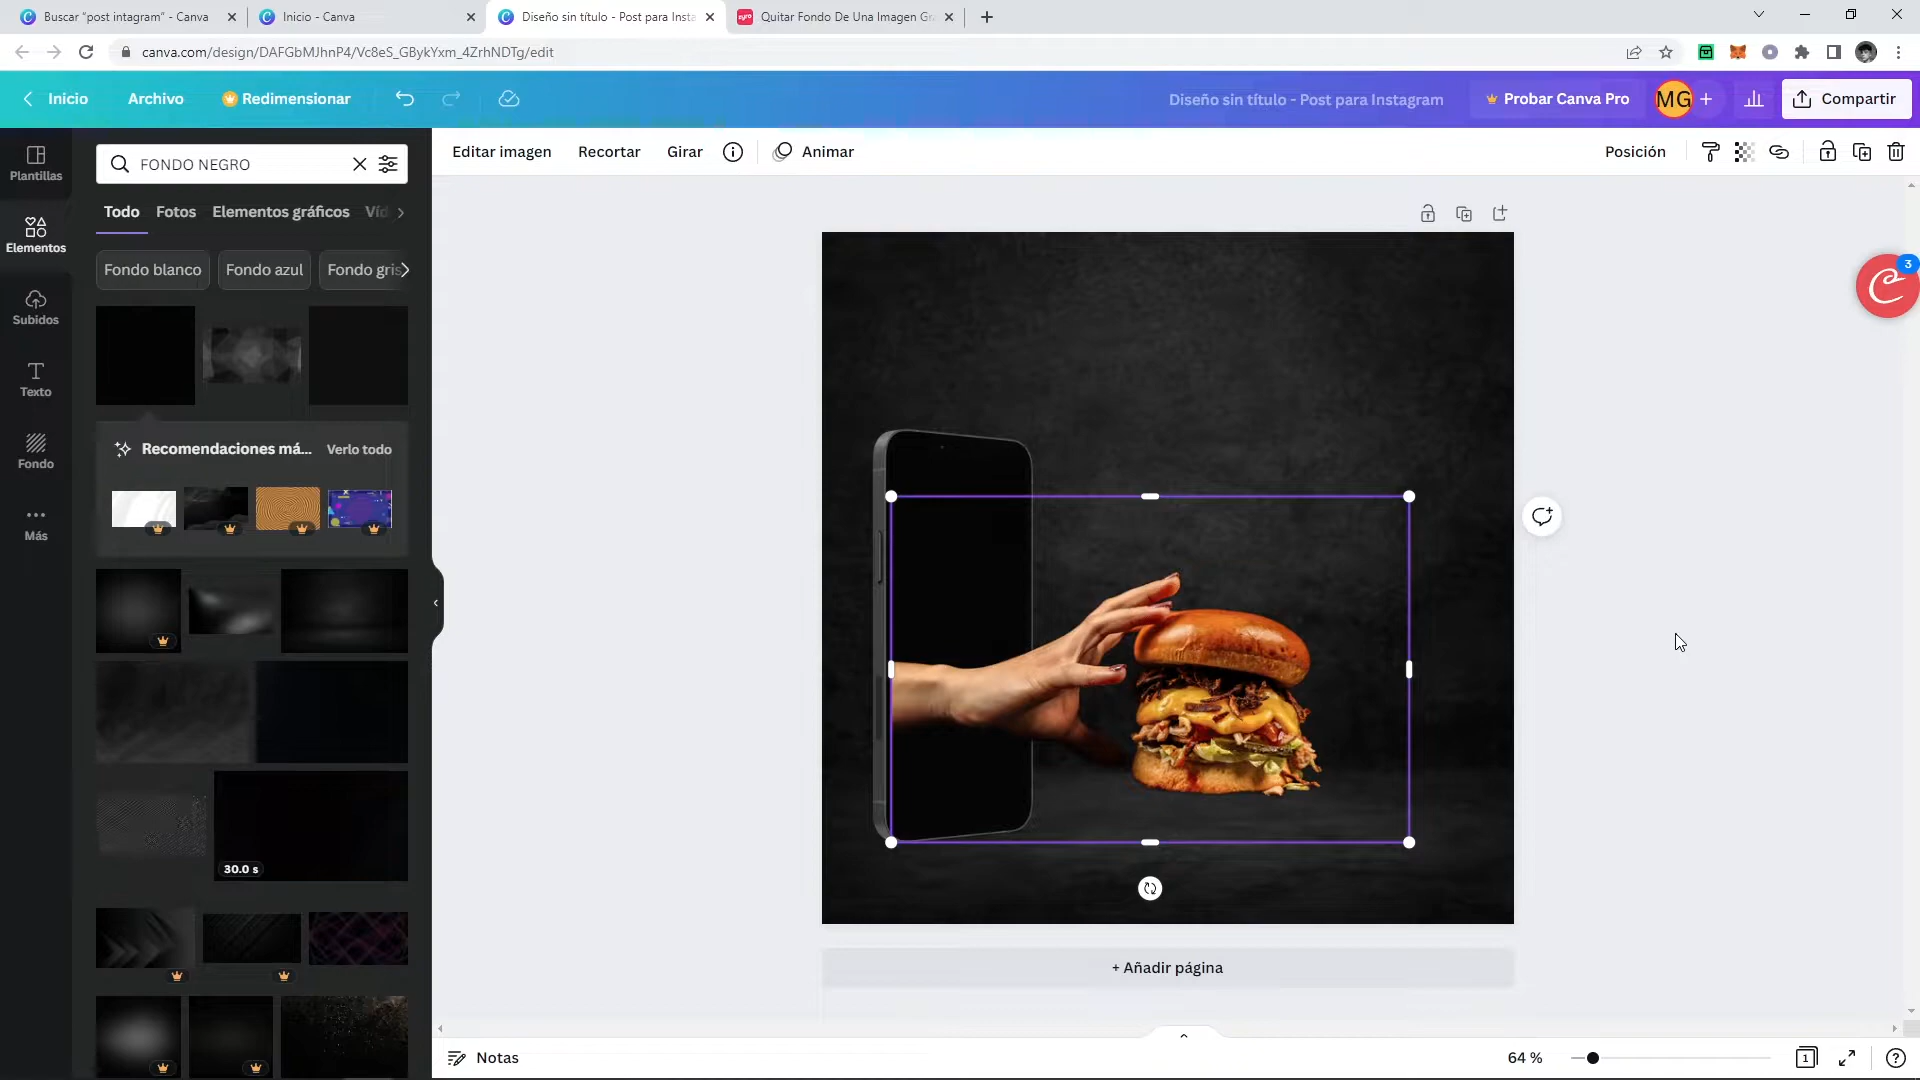 Buscar "post intagram" - Canva
Inicio - Canva
Diseño sin título - Post para Insta
zyro
Quitar Fondo De Una Imagen Gr
canva.com/design/DAFGbMJhnP4/Vc8eS_GBykYxm_4ZrhNDTg/edit
Inicio
Archivo
Redimensionar
Diseño sin título - Post para Instagram
Probar Canva Pro
MG
Compartir
Plantillas
Elementos
Subidos
Texto
Fondo
Más
FONDO NEGRO
Todo
Fotos
Elementos gráficos
Víd
Fondo blanco
Fondo azul
Fondo gris
Recomendaciones má...
Verlo todo
30.0 s
Editar imagen
Recortar
Girar
Animar
Posición
3
+ Añadir página
Notas
64 %
1